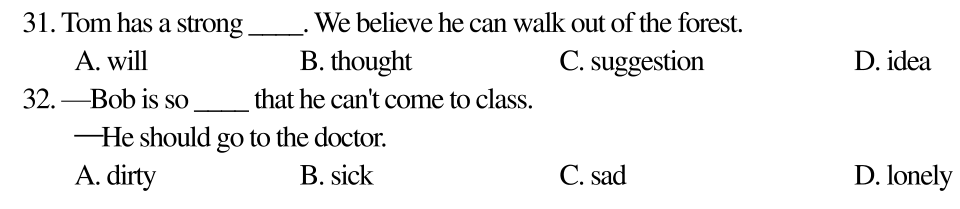 31. Tom has a strong ____. We believe he can walk out of the forest.
A. will B. thought C. suggestion D. idea
32. —Bob is so ____ that he can't come to class.
—He should go to the doctor.
A. dirty B. sick C. sad D. lonely